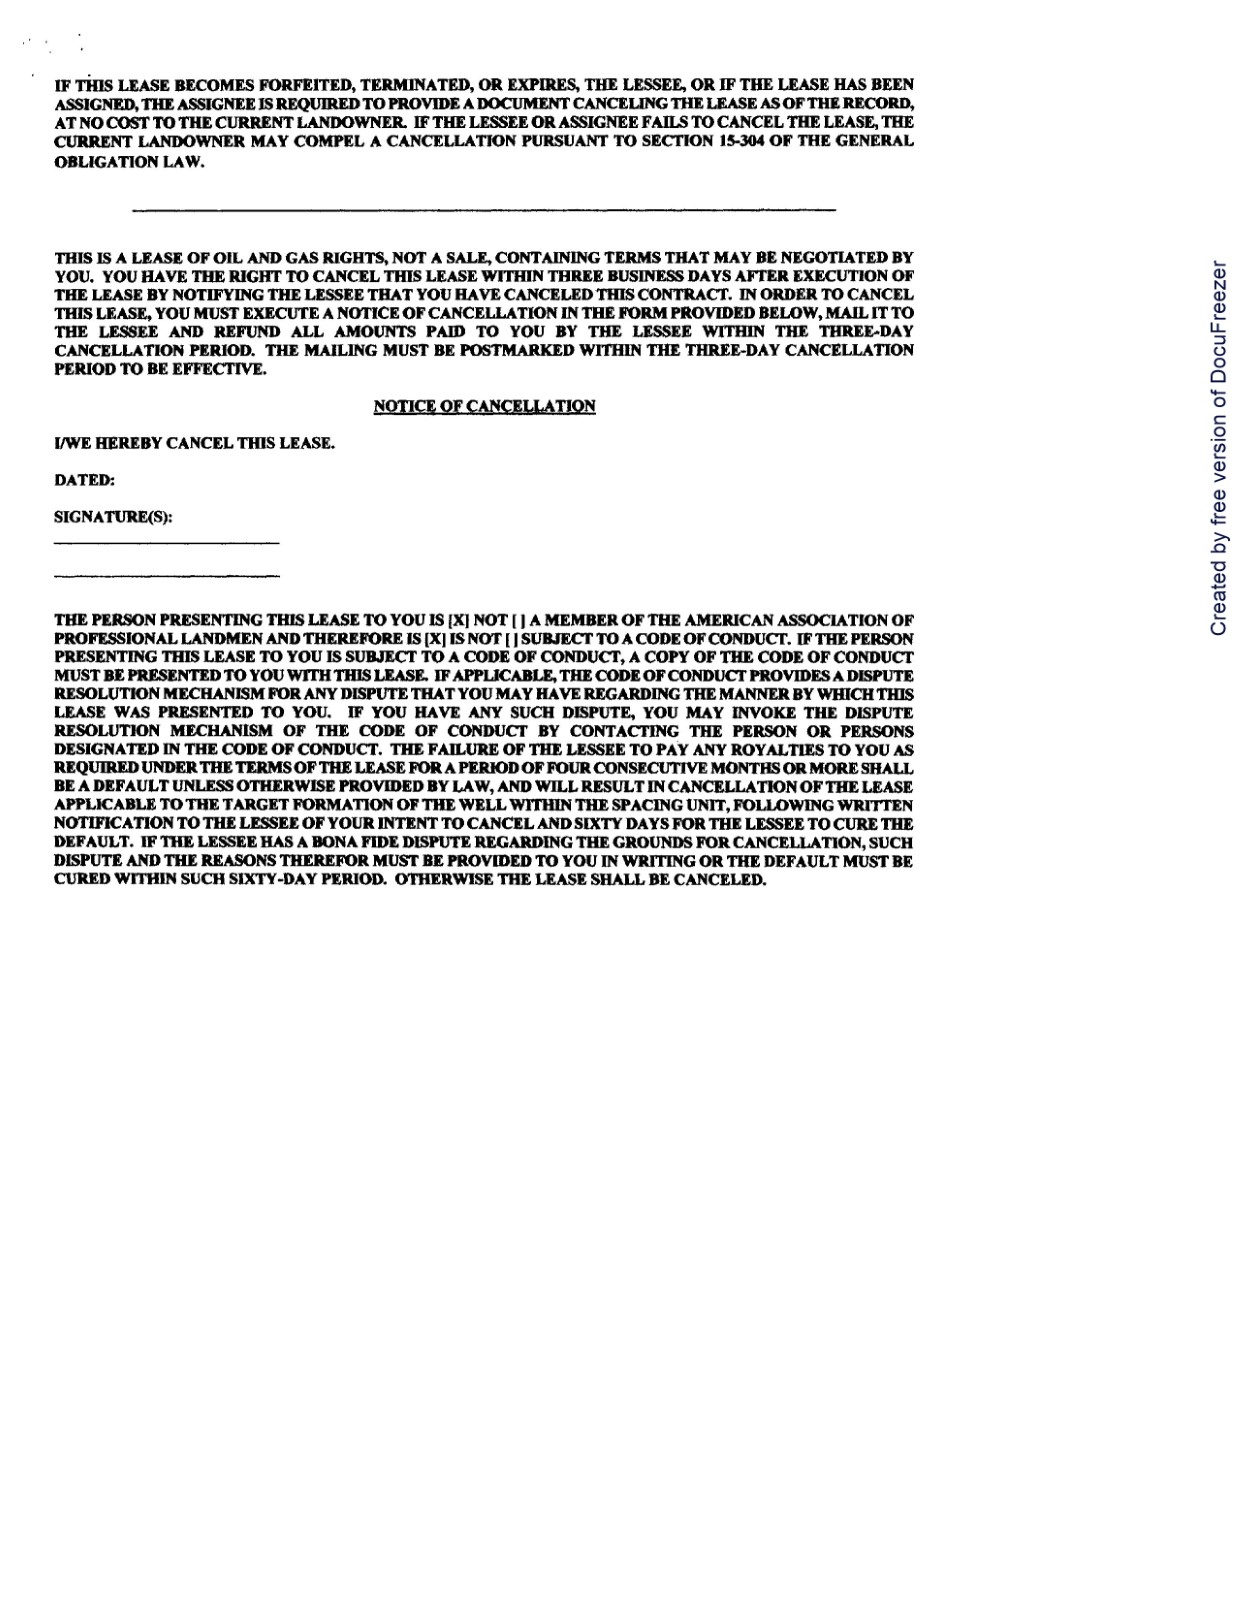 IF THIS LEASE BECOMES FORFEITED, TERMINATED, OR EXPIRES, THE LESSEE, OR IF THE LEASE HAS BEEN
ASSIGNED, THE ASSIGNEE IS REQUIRED TO PROVIDE A DOCUMENT CANCELING THE LEASE AS OF THE RECORD,
AT NO COST TO THE CURRENT LANDOWNER. IF THE LESSEE OR ASSIGNEE FAILS TO CANCEL THE LEASE, THE
CURRENT LANDOWNER MAY COMPEL A CANCELLATION PURSUANT TO SECTION 15-304 OF THE GENERAL
OBLIGATION LAW.
THIS IS A LEASE OF OIL AND GAS RIGHTS, NOT A SALE, CONTAINING TERMS THAT MAY BE NEGOTIATED BY
YOU. YOU HAVE THE RIGHT TO CANCEL THIS LEASE WITHIN THREE BUSINESS DAYS AFTER EXECUTION OF
THE LEASE BY NOTIFYING THE LESSEE THAT YOU HAVE CANCELED THIS CONTRACT. IN ORDER TO CANCEL
THIS LEASE, YOU MUST EXECUTE A NOTICE OF CANCELLATION IN THE FORM PROVIDED BELOW, MAIL IT TO
THE LESSEE AND REFUND ALL AMOUNTS PAID TO YOU BY THE LESSEE WITHIN THE THREE-DAY
CANCELLATION PERIOD. THE MAILING MUST BE POSTMARKED WITHIN THE THREE-DAY CANCELLATION
PERIOD TO BE EFFECTIVE.
NOTICE OF CANCELLATION
I/WE HEREBY CANCEL THIS LEASE.
DATED:
SIGNATURE(S):
THE PERSON PRESENTING THIS LEASE TO YOU IS [X] NOT [ ] A MEMBER OF THE AMERICAN ASSOCIATION OF
PROFESSIONAL LANDMEN AND THEREFORE IS [X] IS NOT [ ] SUBJECT TO A CODE OF CONDUCT. IF THE PERSON
PRESENTING THIS LEASE TO YOU IS SUBJECT TO A CODE OF CONDUCT, A COPY OF THE CODE OF CONDUCT
MUST BE PRESENTED TO YOU WITH THIS LEASE. IF APPLICABLE, THE CODE OF CONDUCT PROVIDES A DISPUTE
RESOLUTION MECHANISM FOR ANY DISPUTE THAT YOU MAY HAVE REGARDING THE MANNER BY WHICH THIS
LEASE WAS PRESENTED TO YOU. IF YOU HAVE ANY SUCH DISPUTE, YOU MAY INVOKE THE DISPUTE
RESOLUTION MECHANISM OF THE CODE OF CONDUCT BY CONTACTING THE PERSON OR PERSONS
DESIGNATED IN THE CODE OF CONDUCT. THE FAILURE OF THE LESSEE TO PAY ANY ROYALTIES TO YOU AS
REQUIRED UNDER THE TERMS OF THE LEASE FOR A PERIOD OF FOUR CONSECUTIVE MONTHS OR MORE SHALL
BE A DEFAULT UNLESS OTHERWISE PROVIDED BY LAW, AND WILL RESULT IN CANCELLATION OF THE LEASE
APPLICABLE TO THE TARGET FORMATION OF THE WELL WITHIN THE SPACING UNIT, FOLLOWING WRITTEN
NOTIFICATION TO THE LESSEE OF YOUR INTENT TO CANCEL AND SIXTY DAYS FOR THE LESSEE TO CURE THE
DEFAULT. IF THE LESSEE HAS A BONA FIDE DISPUTE REGARDING THE GROUNDS FOR CANCELLATION, SUCH
DISPUTE AND THE REASONS THEREFOR MUST BE PROVIDED TO YOU IN WRITING OR THE DEFAULT MUST BE
CURED WITHIN SUCH SIXTY-DAY PERIOD. OTHERWISE THE LEASE SHALL BE CANCELED.
Created by free version of DocuFreezer